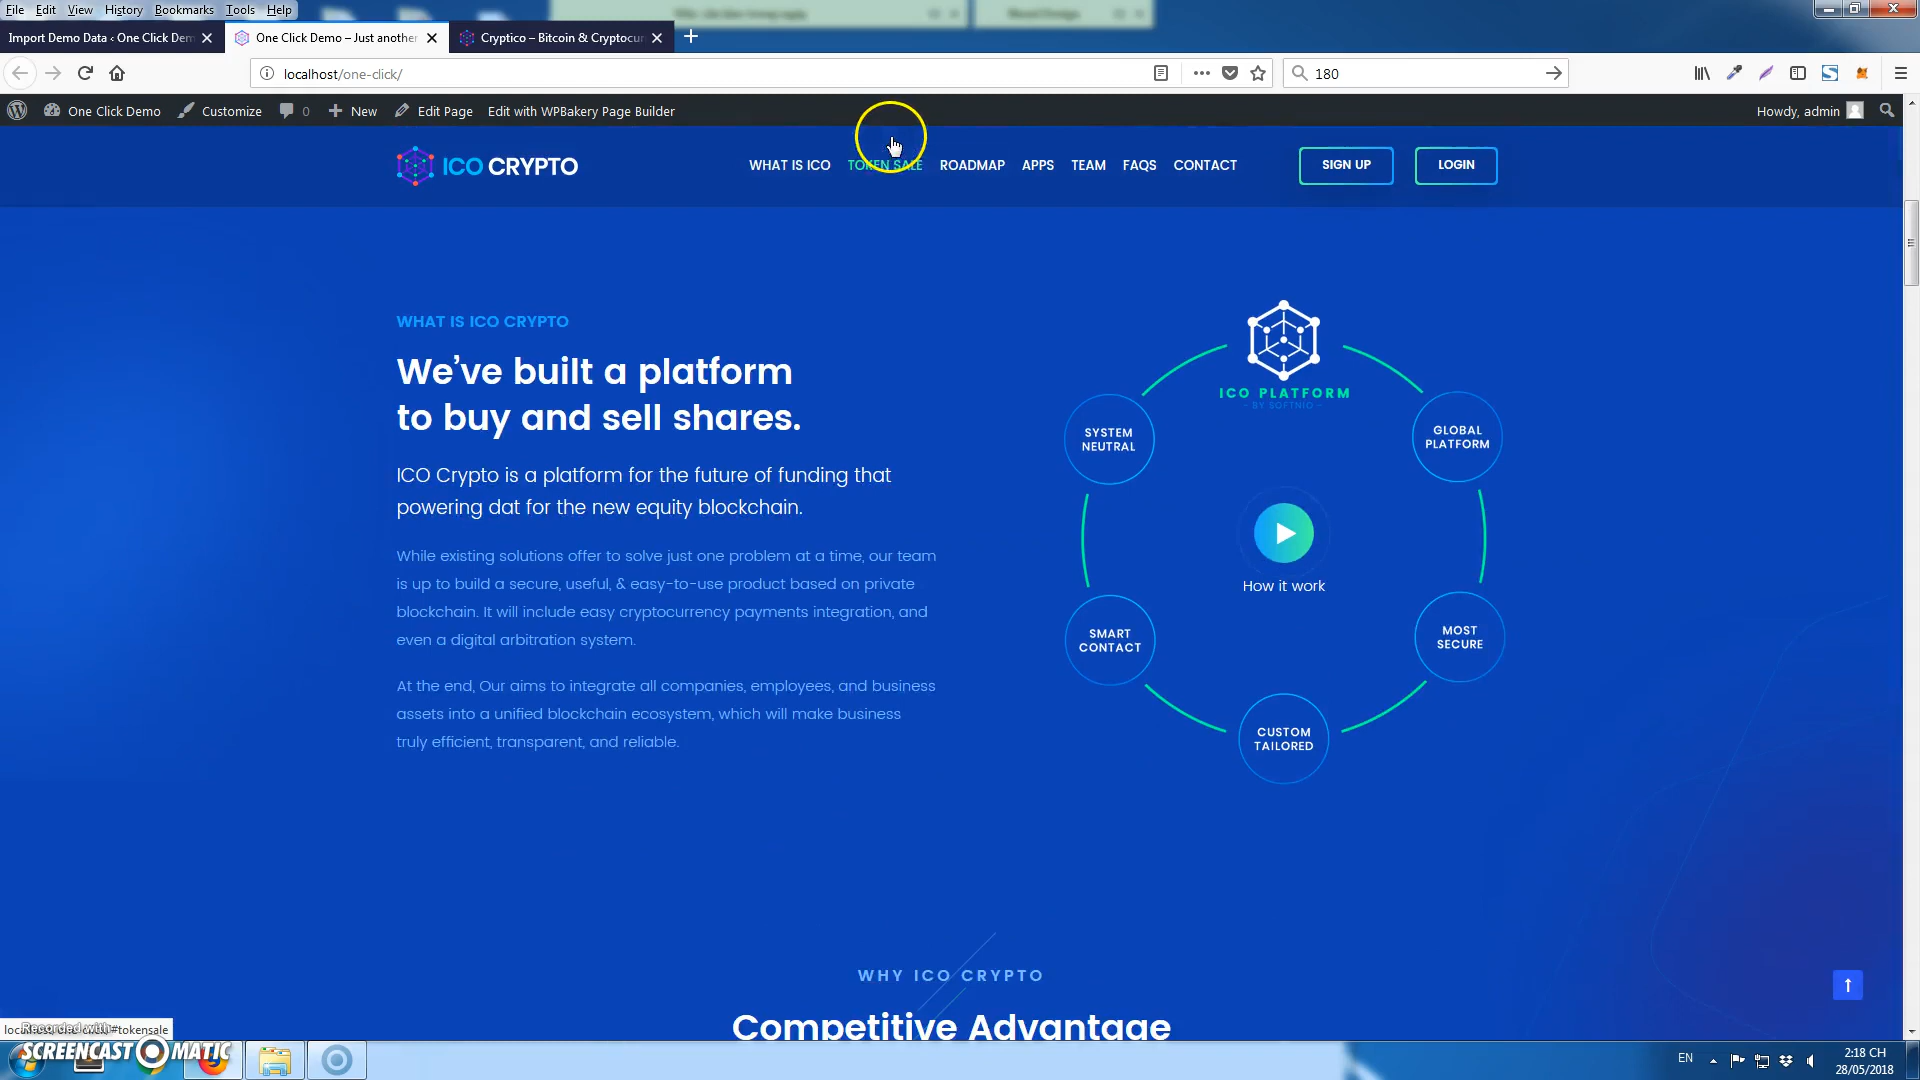 File Edit View History Bookmarks Tools Help
Import Demo Data ‹ One Click Dem
One Click Demo – Just another
Cryptico – Bitcoin & Cryptocur
localhost/one-click/
180
One Click Demo Customize 0 New Edit Page Edit with WPBakery Page Builder Howdy, admin
ICO CRYPTO
WHAT IS ICO TOKEN SALE ROADMAP APPS TEAM FAQS CONTACT SIGN UP LOGIN
WHAT IS ICO CRYPTO
We’ve built a platform
to buy and sell shares.
ICO Crypto is a platform for the future of funding that
powering dat for the new equity blockchain.
While existing solutions offer to solve just one problem at a time, our team
is up to build a secure, useful, & easy-to-use product based on private
blockchain. It will include easy cryptocurrency payments integration, and
even a digital arbitration system.
At the end, Our aims to integrate all companies, employees, and business
assets into a unified blockchain ecosystem, which will make business
truly efficient, transparent, and reliable.
ICO PLATFORM
- BY SOFTNIO -
SYSTEM
NEUTRAL
GLOBAL
PLATFORM
How it work
SMART
CONTACT
MOST
SECURE
CUSTOM
TAILORED
WHY ICO CRYPTO
Competitive Advantage
Recorded with
SCREENCAST MATIC
EN
2:18 CH
28/05/2018